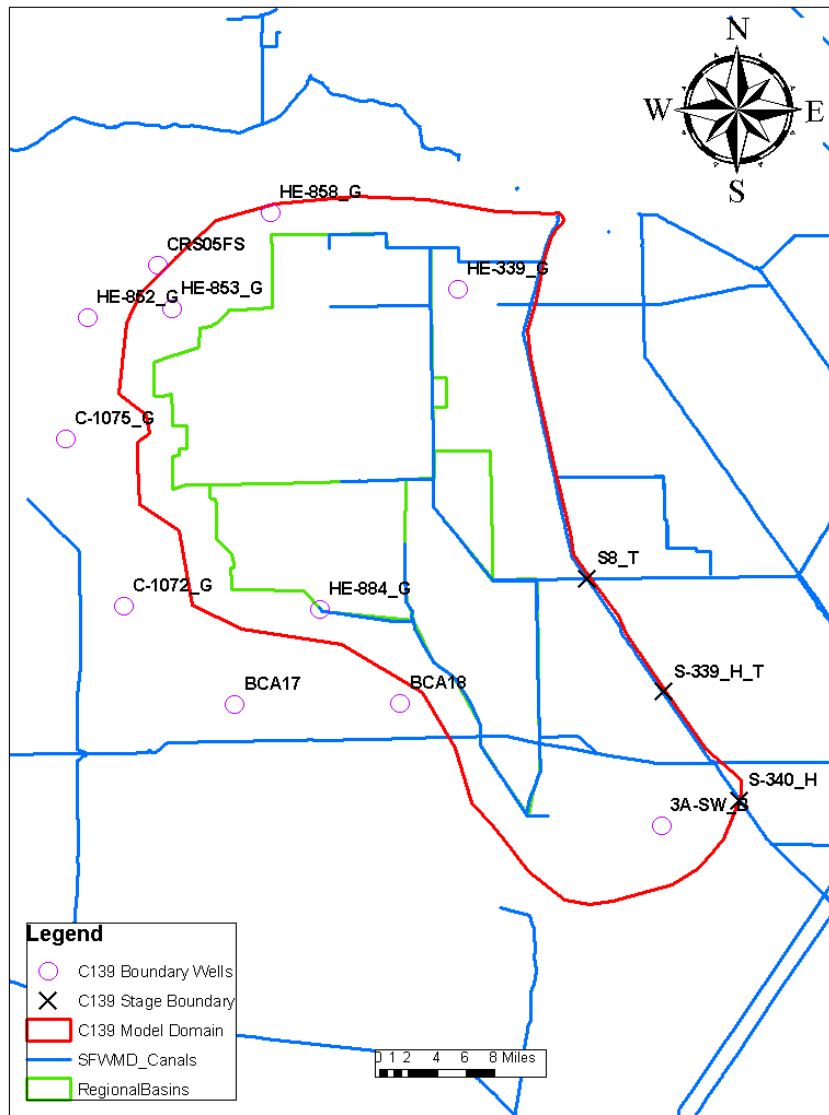 N
W E
S
HE-858_G
CRS05FS
HE-339_G
HE-852_G
HE-853_G
C-1075_G
S8_T
C-1072_G
HE-884_G
S-339_H_T
BCA17
BCA18
S-340_H
3A-SW_B
Legend
C139 Boundary Wells
C139 Stage Boundary
C139 Model Domain
SFWMD_Canals
RegionalBasins
0 1 2 4 6 8 Miles